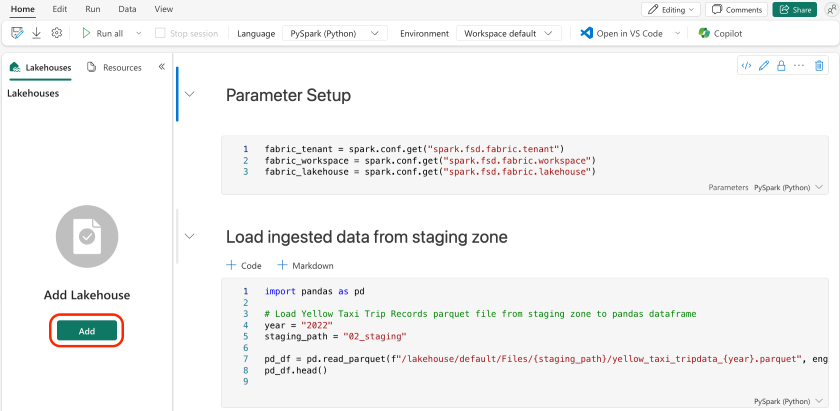 Home Edit Run Data View
Editing Comments Share
Run all Stop session Language PySpark (Python) Environment Workspace default Open in VS Code Copilot
Lakehouses Resources
Lakehouses
Add Lakehouse
Add
Parameter Setup
1 fabric_tenant = spark.conf.get("spark.fsd.fabric.tenant")
2 fabric_workspace = spark.conf.get("spark.fsd.fabric.workspace")
3 fabric_lakehouse = spark.conf.get("spark.fsd.fabric.lakehouse")
Parameters PySpark (Python)
Load ingested data from staging zone
+ Code + Markdown
1 import pandas as pd
2
3 # Load Yellow Taxi Trip Records parquet file from staging zone to pandas dataframe
4 year = "2022"
5 staging_path = "02_staging"
6
7 pd_df = pd.read_parquet(f"/lakehouse/default/Files/{staging_path}/yellow_taxi_tripdata_{year}.parquet", eng
8 pd_df.head()
9
PySpark (Python)